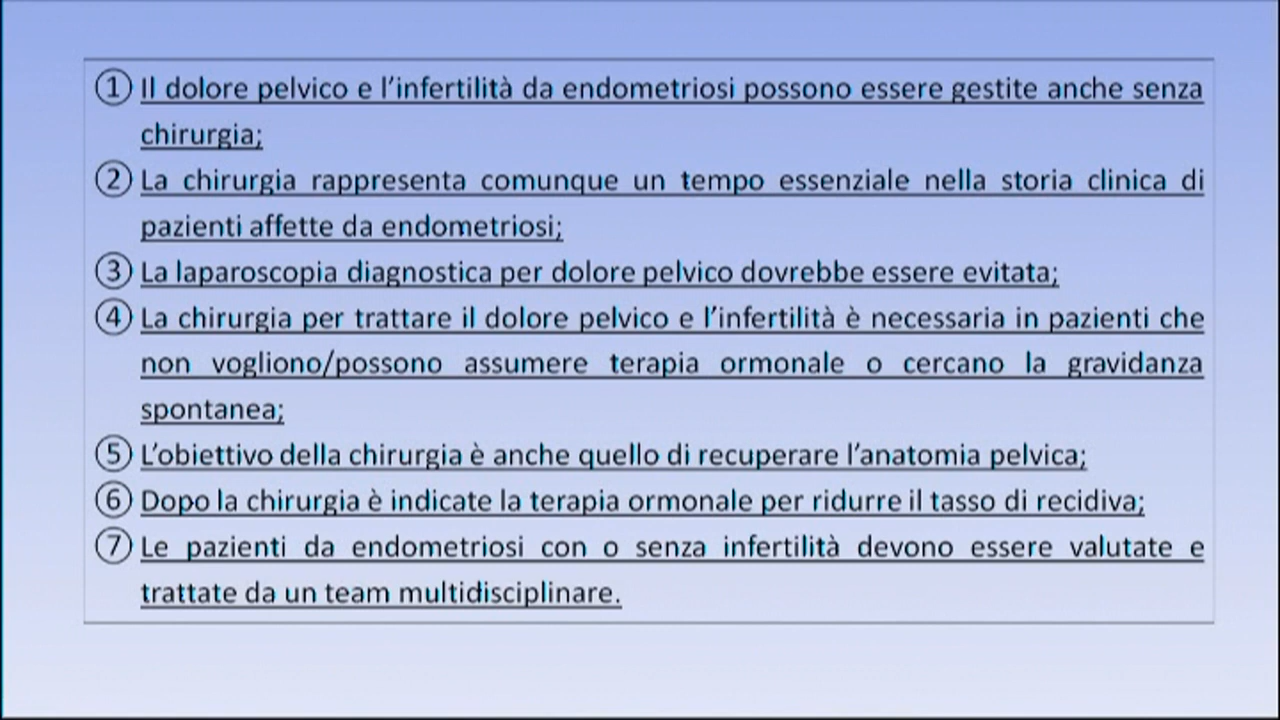 ① Il dolore pelvico e l’infertilità da endometriosi possono essere gestite anche senza
chirurgia;
② La chirurgia rappresenta comunque un tempo essenziale nella storia clinica di
pazienti affette da endometriosi;
③ La laparoscopia diagnostica per dolore pelvico dovrebbe essere evitata;
④ La chirurgia per trattare il dolore pelvico e l’infertilità è necessaria in pazienti che
non vogliono/possono assumere terapia ormonale o cercano la gravidanza
spontanea;
⑤ L’obiettivo della chirurgia è anche quello di recuperare l’anatomia pelvica;
⑥ Dopo la chirurgia è indicate la terapia ormonale per ridurre il tasso di recidiva;
⑦ Le pazienti da endometriosi con o senza infertilità devono essere valutate e
trattate da un team multidisciplinare.